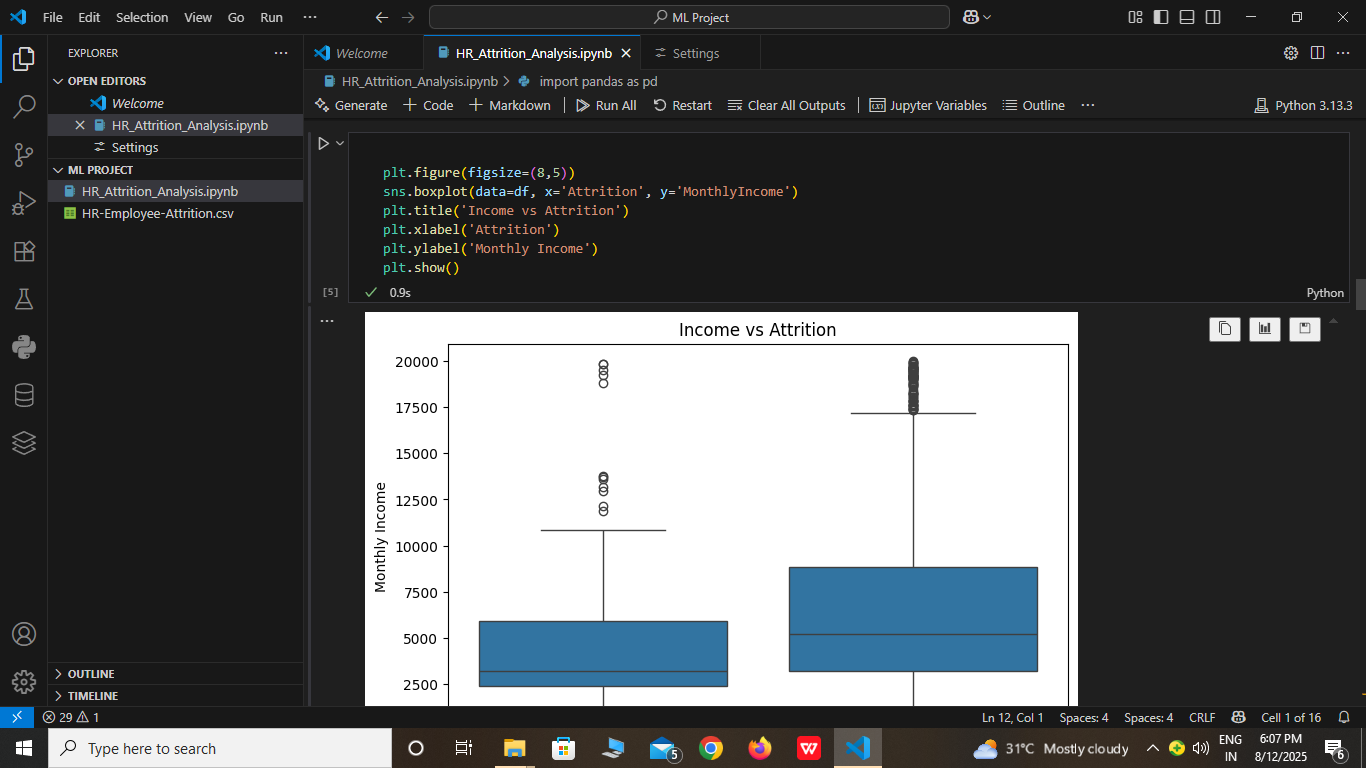 File Edit Selection View Go Run ···
ML Project
EXPLORER ···
OPEN EDITORS
Welcome
HR_Attrition_Analysis.ipynb
Settings
ML PROJECT
HR_Attrition_Analysis.ipynb
HR-Employee-Attrition.csv
OUTLINE
TIMELINE
Welcome HR_Attrition_Analysis.ipynb Settings ···
HR_Attrition_Analysis.ipynb > import pandas as pd
Generate + Code + Markdown Run All Restart Clear All Outputs Jupyter Variables Outline ··· Python 3.13.3
plt.figure(figsize=(8,5))
sns.boxplot(data=df, x='Attrition', y='MonthlyIncome')
plt.title('Income vs Attrition')
plt.xlabel('Attrition')
plt.ylabel('Monthly Income')
plt.show()
[5] 0.9s Python
···
Income vs Attrition
20000
17500
15000
12500
10000
7500
5000
2500
Monthly Income
29 1 Ln 12, Col 1 Spaces: 4 Spaces: 4 CRLF Cell 1 of 16
Type here to search
5
31°C Mostly cloudy
ENG
IN
6:07 PM
8/12/2025
6